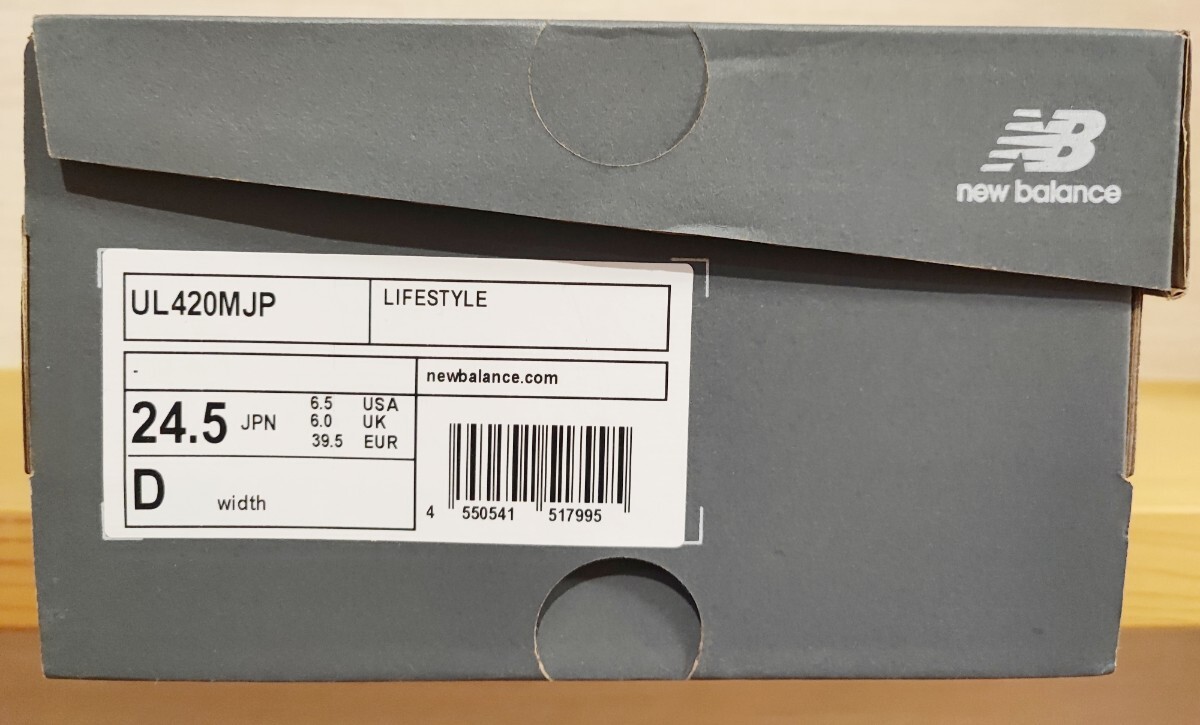 NB
new balance
UL420MJP
LIFESTYLE
-
newbalance.com
24.5 JPN
6.5 USA
6.0 UK
39.5 EUR
D width
4 550541 517995